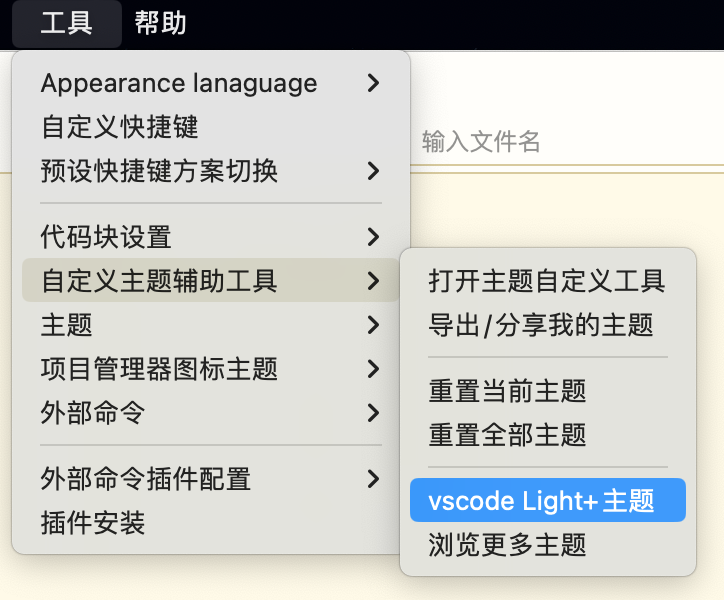 工具 帮助
Appearance lanaguage
自定义快捷键
输入文件名
预设快捷键方案切换
代码块设置
自定义主题辅助工具
主题
项目管理器图标主题
外部命令
外部命令插件配置
插件安装
打开主题自定义工具
导出/分享我的主题
重置当前主题
重置全部主题
vscode Light+主题
浏览更多主题